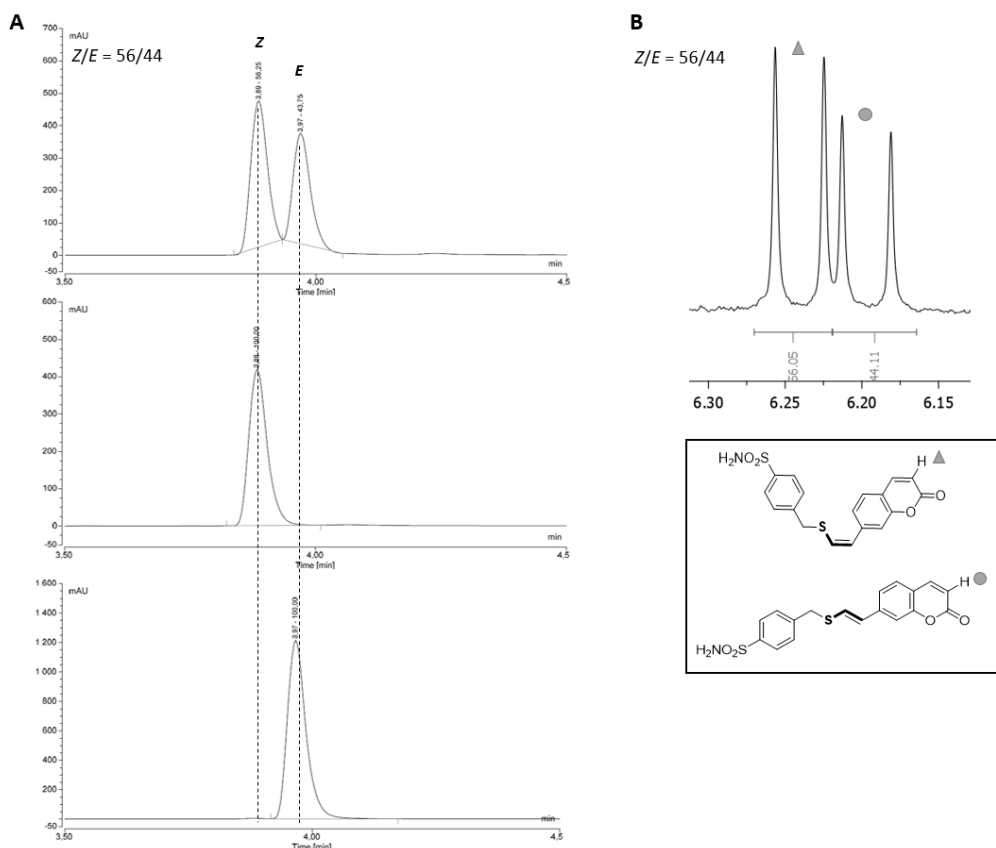 A
mAU
Z/E = 56/44
Z
E
3,89 - 56,25
3,97 - 43,75
700
600
500
400
300
200
100
0
-50
3,50
4,00
4,5
min
Time [min]
mAU
3,88 - 100,00
600
500
400
300
200
100
0
-50
3,50
4,00
4,5
min
Time [min]
mAU
3,97 - 100,00
1 600
1 400
1 200
1 000
800
600
400
200
-50
3,50
4,00
4,5
min
Time [min]
B
Z/E = 56/44
56.05
44.11
6.30
6.25
6.20
6.15
H2NO2S
H
S
O
O
H
S
O
O
H2NO2S